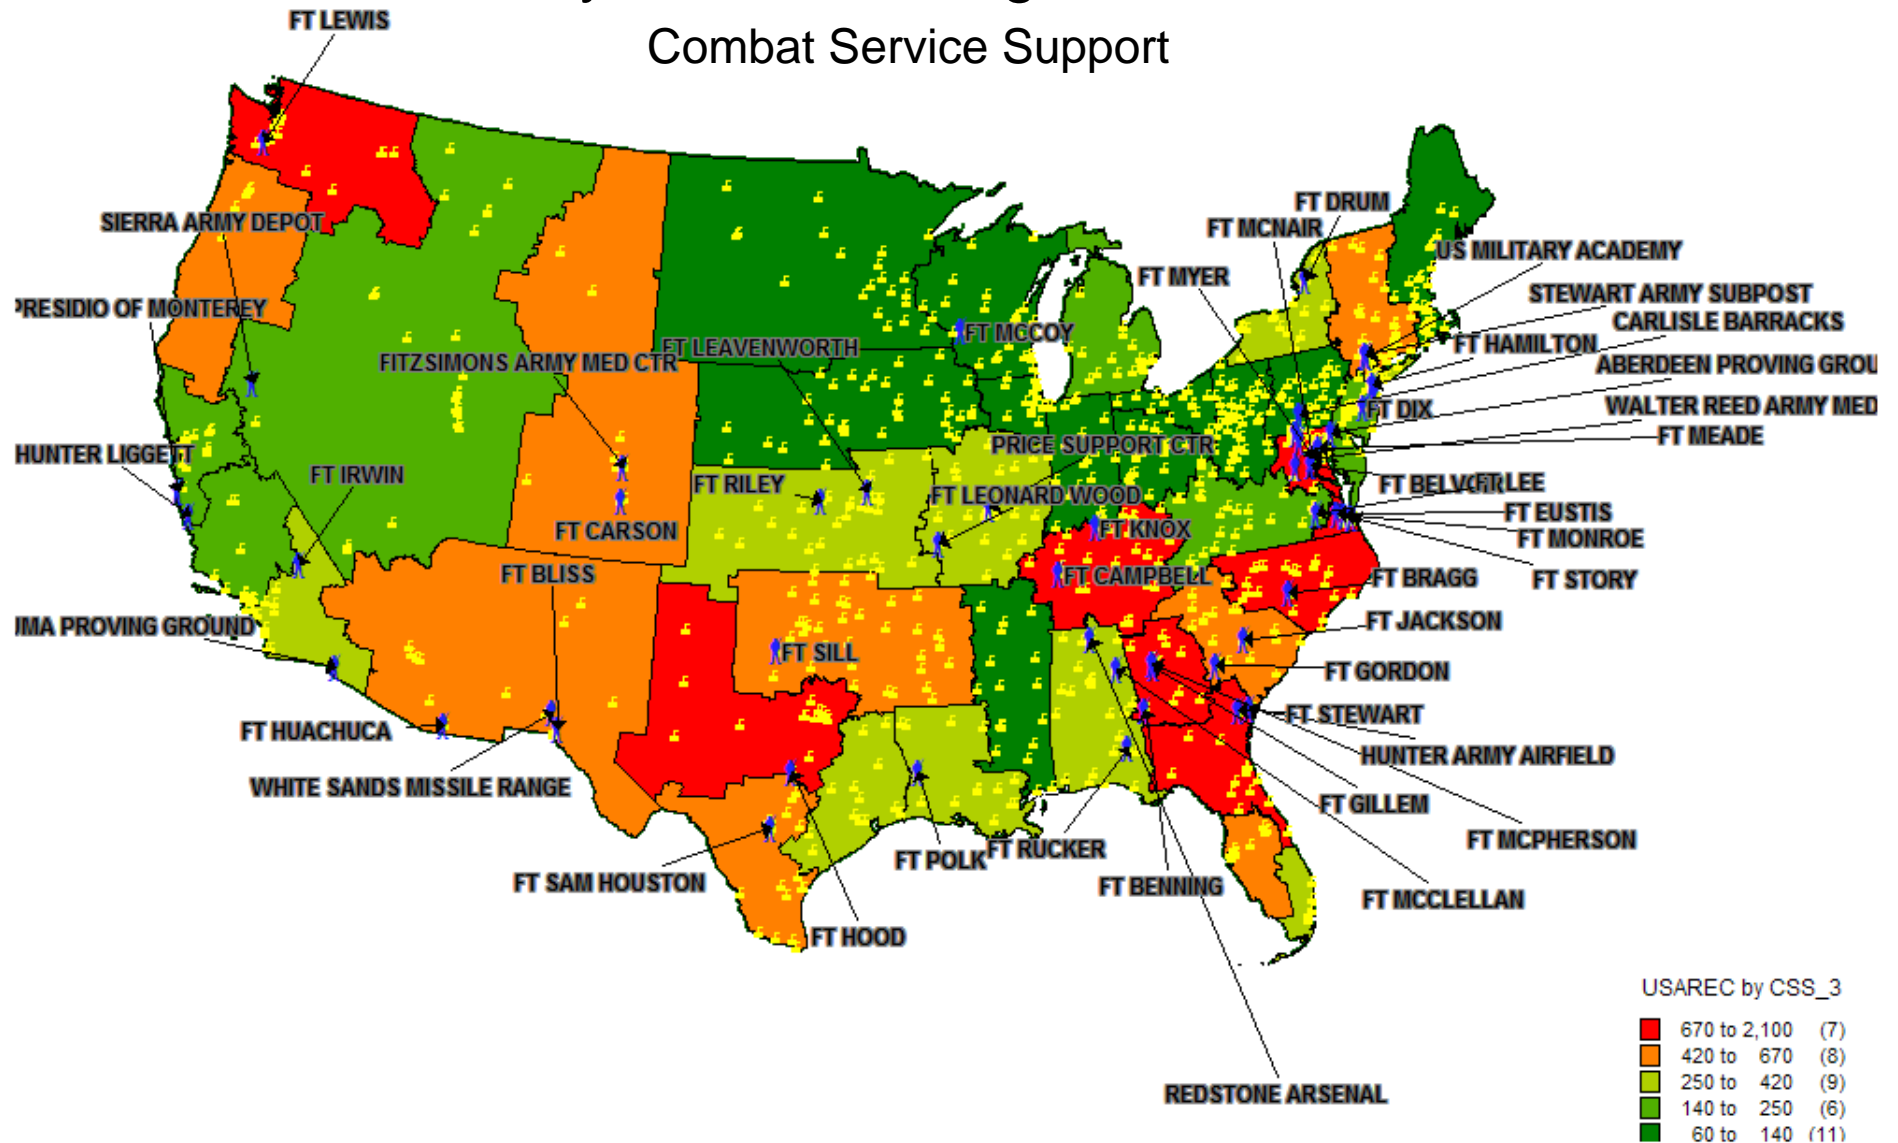 Combat Service Support
FT LEWIS
FT DRUM
FT MCNAIR
SIERRA ARMY DEPOT
US MILITARY ACADEMY
FT MYER
STEWART ARMY SUBPOST
PRESIDIO OF MONTEREY
CARLISLE BARRACKS
FT MCCOY
FT HAMILTON
FT LEAVENWORTH
FITZSIMONS ARMY MED CTR
ABERDEEN PROVING GROU
FT DIX
WALTER REED ARMY MED
FT MEADE
PRICE SUPPORT CTR
HUNTER LIGGETT
FT IRWIN
FT RILEY
FT LEONARD WOOD
FT BELVOIR
FT LEE
FT EUSTIS
FT CARSON
FT KNOX
FT MONROE
FT BLISS
FT CAMPBELL
FT BRAGG
FT STORY
UMA PROVING GROUND
FT JACKSON
FT SILL
FT GORDON
FT STEWART
FT HUACHUCA
HUNTER ARMY AIRFIELD
WHITE SANDS MISSILE RANGE
FT GILLEM
FT MCPHERSON
FT RUCKER
FT POLK
FT SAM HOUSTON
FT BENNING
FT MCCLELLAN
FT HOOD
REDSTONE ARSENAL
USAREC by CSS_3
670 to 2,100 (7)
420 to 670 (8)
250 to 420 (9)
140 to 250 (6)
60 to 140 (11)